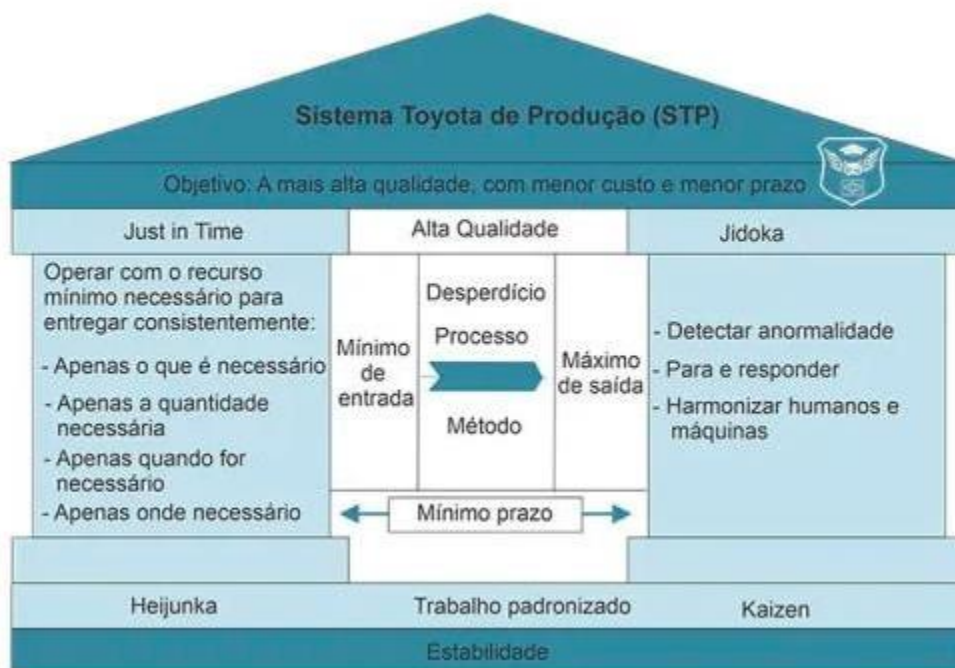 Sistema Toyota de Produção (STP)
Objetivo: A mais alta qualidade, com menor custo e menor prazo
Just in Time
Operar com o recurso
mínimo necessário para
entregar consistentemente:
- Apenas o que é necessário
- Apenas a quantidade
necessária
- Apenas quando for
necessário
- Apenas onde necessário
Alta Qualidade
Mínimo
de
entrada
Desperdício
Processo
Método
Máximo
de saída
Mínimo prazo
Jidoka
- Detectar anormalidade
- Para e responder
- Harmonizar humanos e
máquinas
Heijunka
Trabalho padronizado
Kaizen
Estabilidade